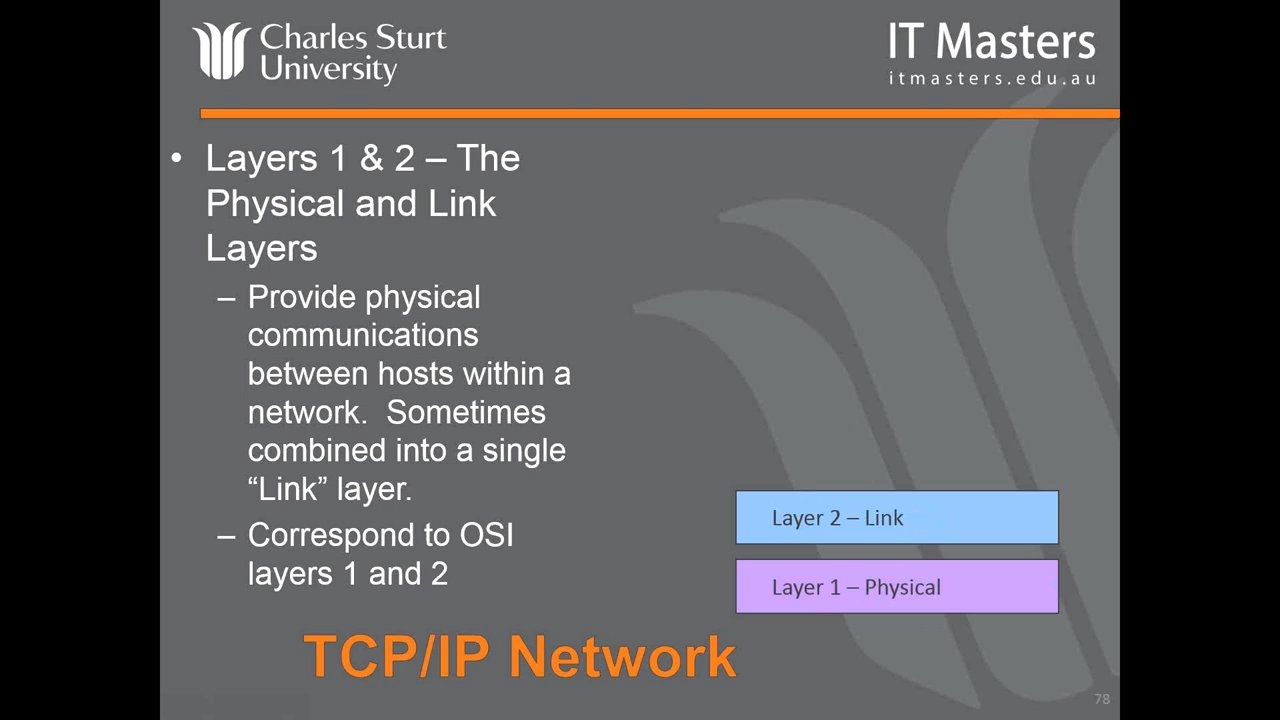 Charles Sturt
University
IT Masters
itmasters.edu.au
• Layers 1 & 2 – The
Physical and Link
Layers
– Provide physical
communications
between hosts within a
network.  Sometimes
combined into a single
“Link” layer.
– Correspond to OSI
layers 1 and 2
Layer 2 – Link
Layer 1 – Physical
TCP/IP Network
78